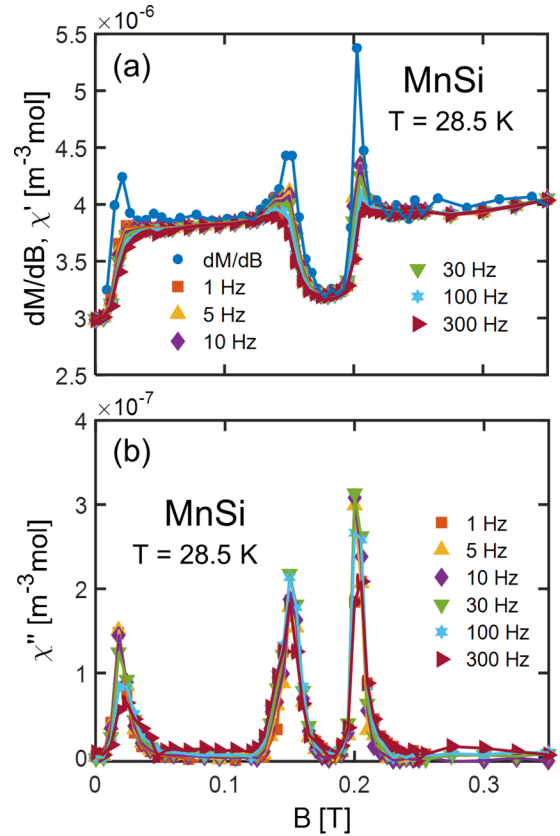 ×10⁻⁶
5.5
(a)
MnSi
5
T = 28.5 K
4.5
4
3.5
3
2.5
dM/dB, χ' [m⁻³mol]
dM/dB
1 Hz
5 Hz
10 Hz
30 Hz
100 Hz
300 Hz
×10⁻⁷
4
(b)
3
MnSi
T = 28.5 K
2
1
0
χ'' [m⁻³mol]
1 Hz
5 Hz
10 Hz
30 Hz
100 Hz
300 Hz
0 0.1 0.2 0.3
B [T]